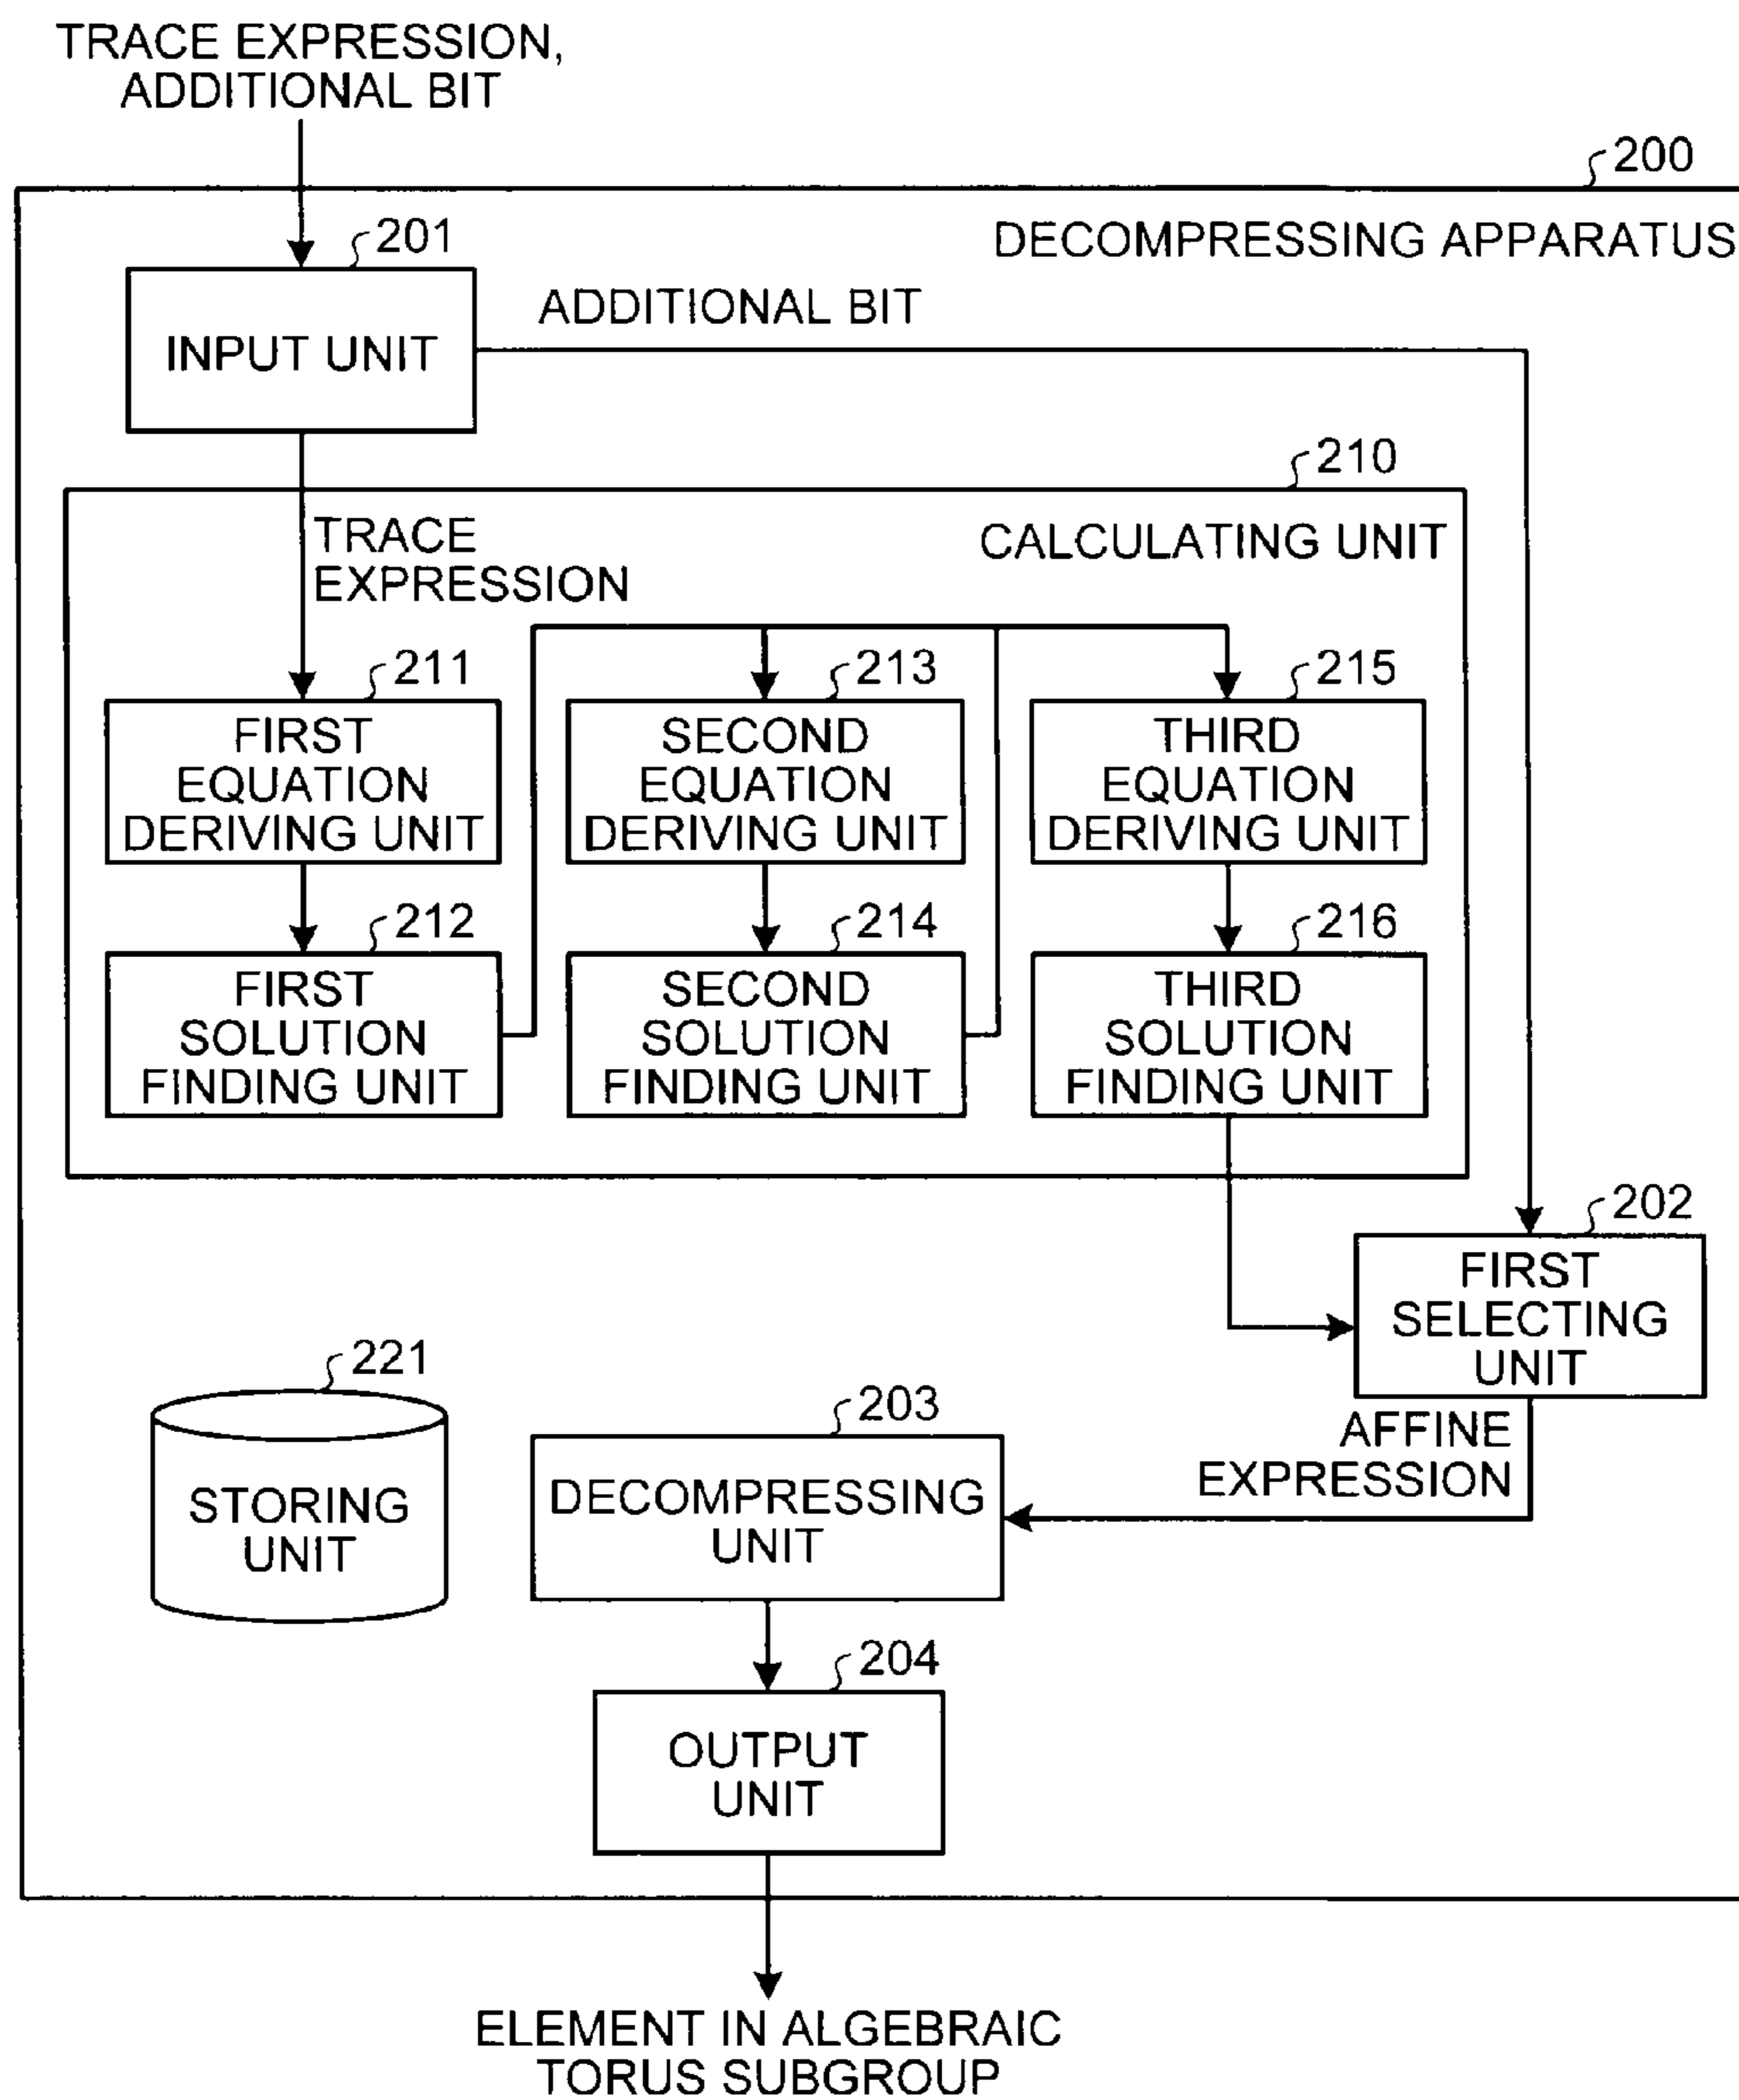 TRACE EXPRESSION,
ADDITIONAL BIT
200
DECOMPRESSING APPARATUS
201
INPUT UNIT
ADDITIONAL BIT
210
CALCULATING UNIT
TRACE
EXPRESSION
211
FIRST
EQUATION
DERIVING UNIT
213
SECOND
EQUATION
DERIVING UNIT
215
THIRD
EQUATION
DERIVING UNIT
212
FIRST
SOLUTION
FINDING UNIT
214
SECOND
SOLUTION
FINDING UNIT
216
THIRD
SOLUTION
FINDING UNIT
202
FIRST
SELECTING
UNIT
AFFINE
EXPRESSION
221
STORING
UNIT
203
DECOMPRESSING
UNIT
204
OUTPUT
UNIT
ELEMENT IN ALGEBRAIC
TORUS SUBGROUP